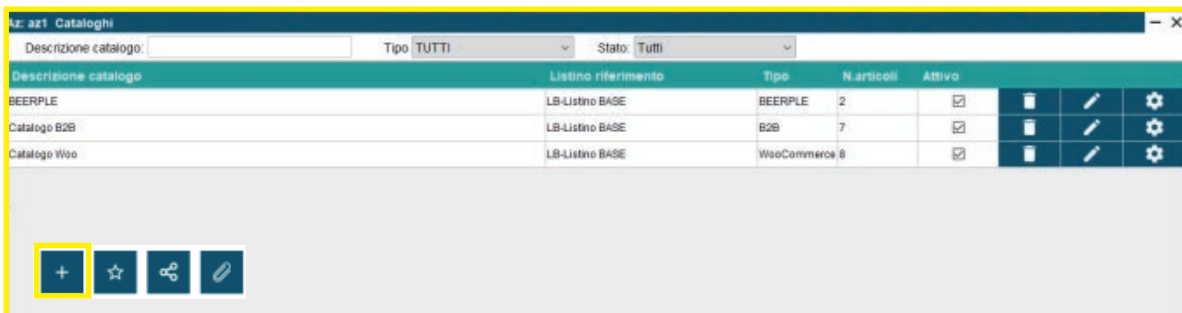 Az: az1 Cataloghi
Descrizione catalogo: Tipo TUTTI Stato: Tutti
Descrizione catalogo Listino riferimento Tipo N.articoli Attivo
BEERPLE LB-Listino BASE BEERPLE 2
Catalogo B2B LB-Listino BASE B2B 7
Catalogo Woo LB-Listino BASE WooCommerce 8